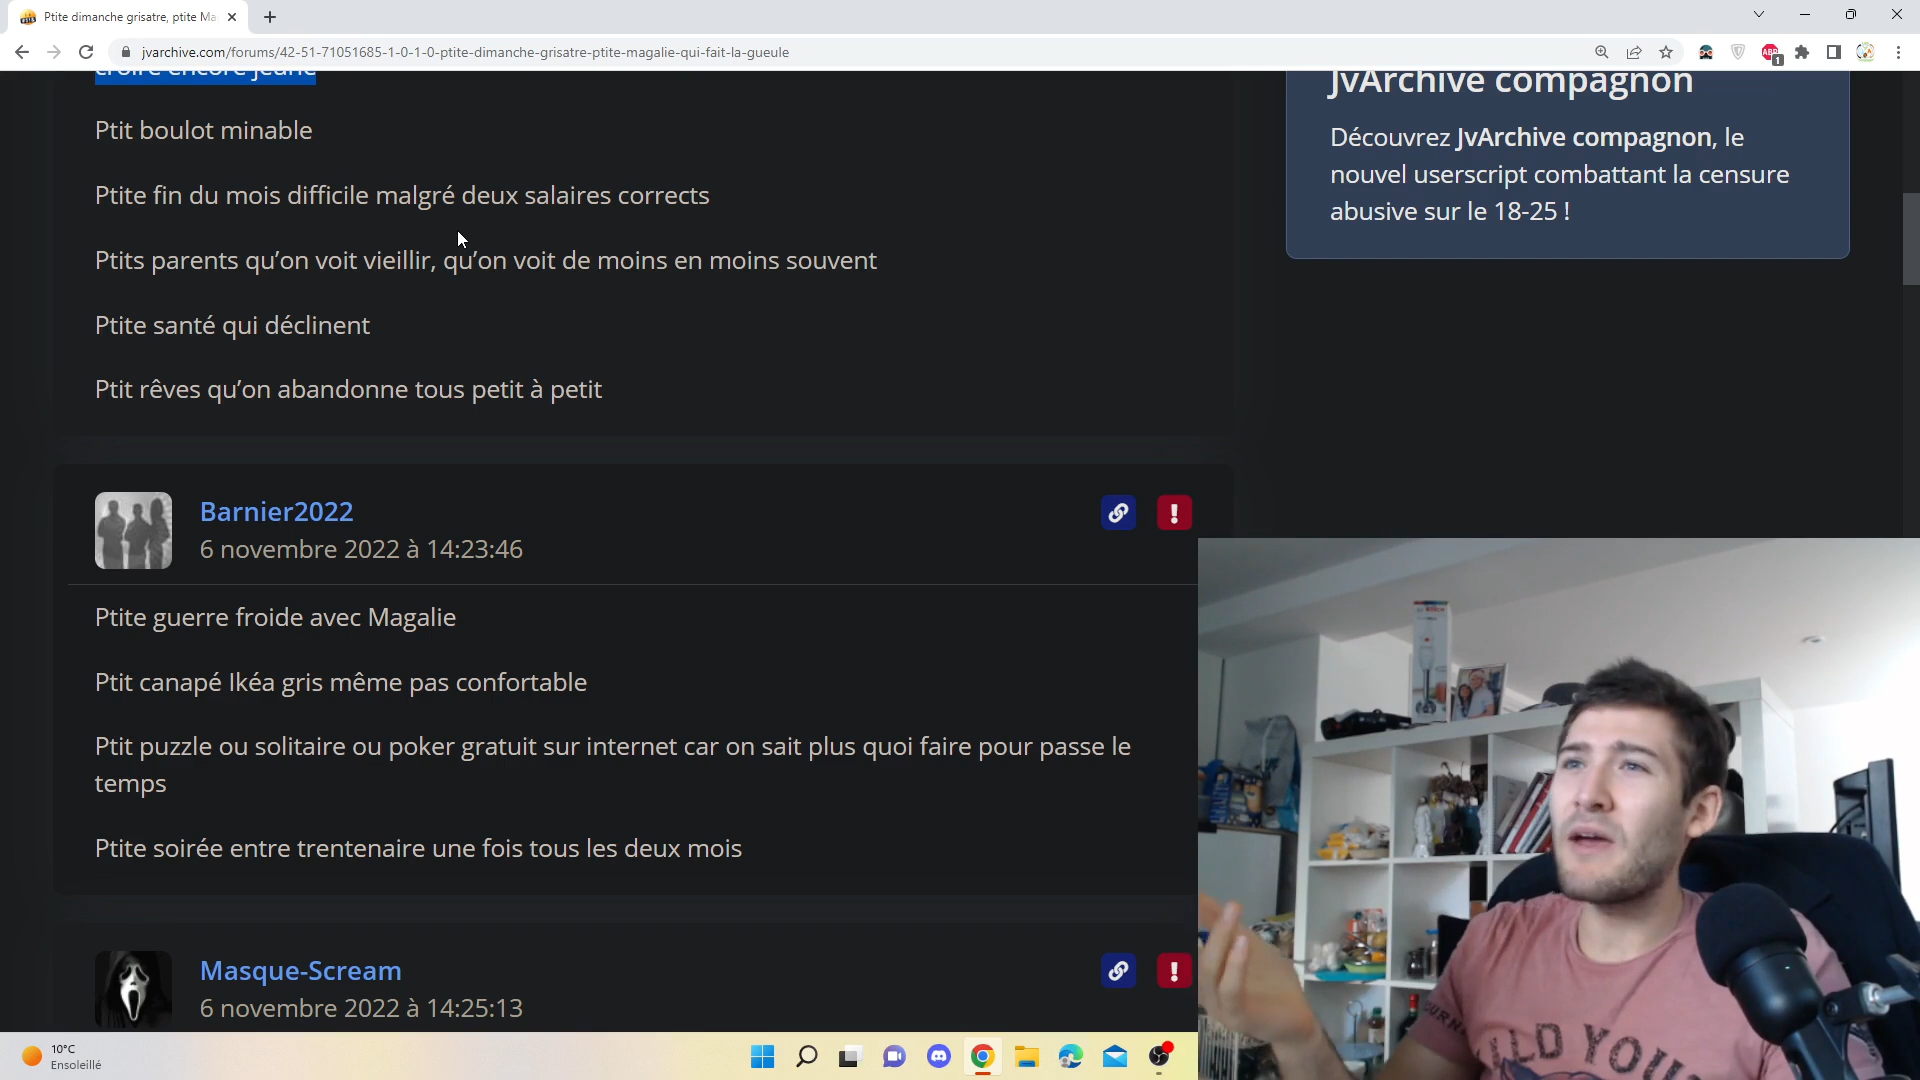 Ptite dimanche grisatre, ptite Ma
jvarchive.com/forums/42-51-71051685-1-0-1-0-ptite-dimanche-grisatre-ptite-magalie-qui-fait-la-gueule
ABP
1
croire encore jeune
Ptit boulot minable
Ptite fin du mois difficile malgré deux salaires corrects
Ptits parents qu’on voit vieillir, qu’on voit de moins en moins souvent
Ptite santé qui déclinent
Ptit rêves qu’on abandonne tous petit à petit
JvArchive compagnon
Découvrez JvArchive compagnon, le
nouvel userscript combattant la censure
abusive sur le 18-25 !
Barnier2022
6 novembre 2022 à 14:23:46
Ptite guerre froide avec Magalie
Ptit canapé Ikéa gris même pas confortable
Ptit puzzle ou solitaire ou poker gratuit sur internet car on sait plus quoi faire pour passe le
temps
Ptite soirée entre trentenaire une fois tous les deux mois
Masque-Scream
6 novembre 2022 à 14:25:13
10°C
Ensoleillé
BOSCH